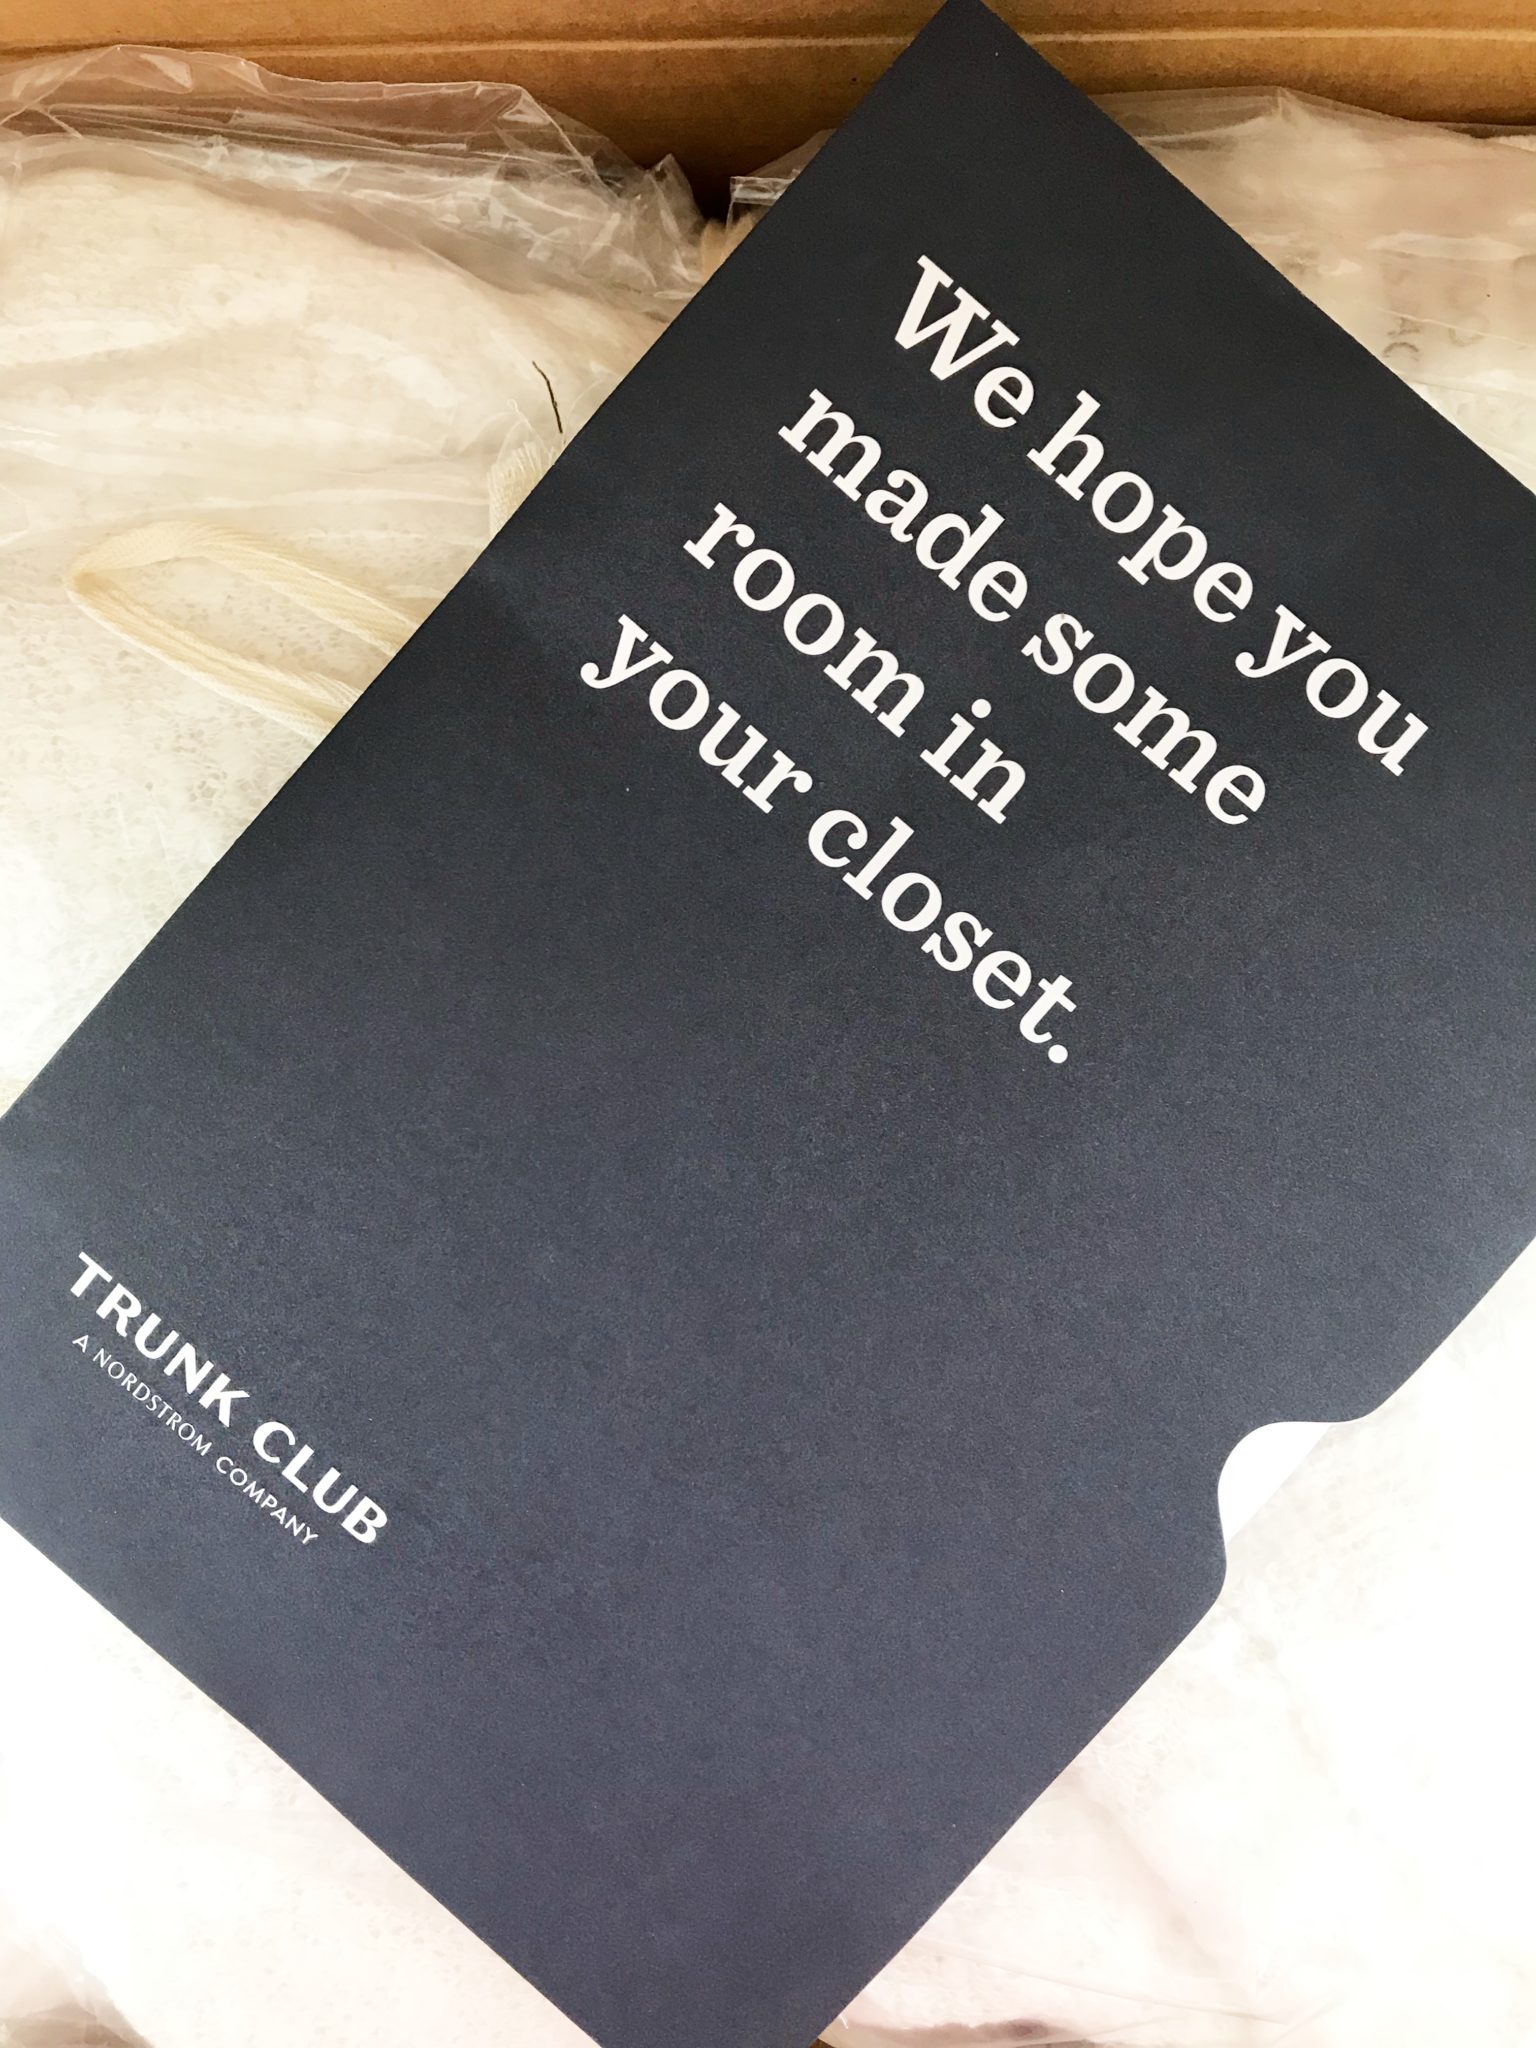 We hope you
made some
room in
your closet.
TRUNK CLUB
A NORDSTROM COMPANY